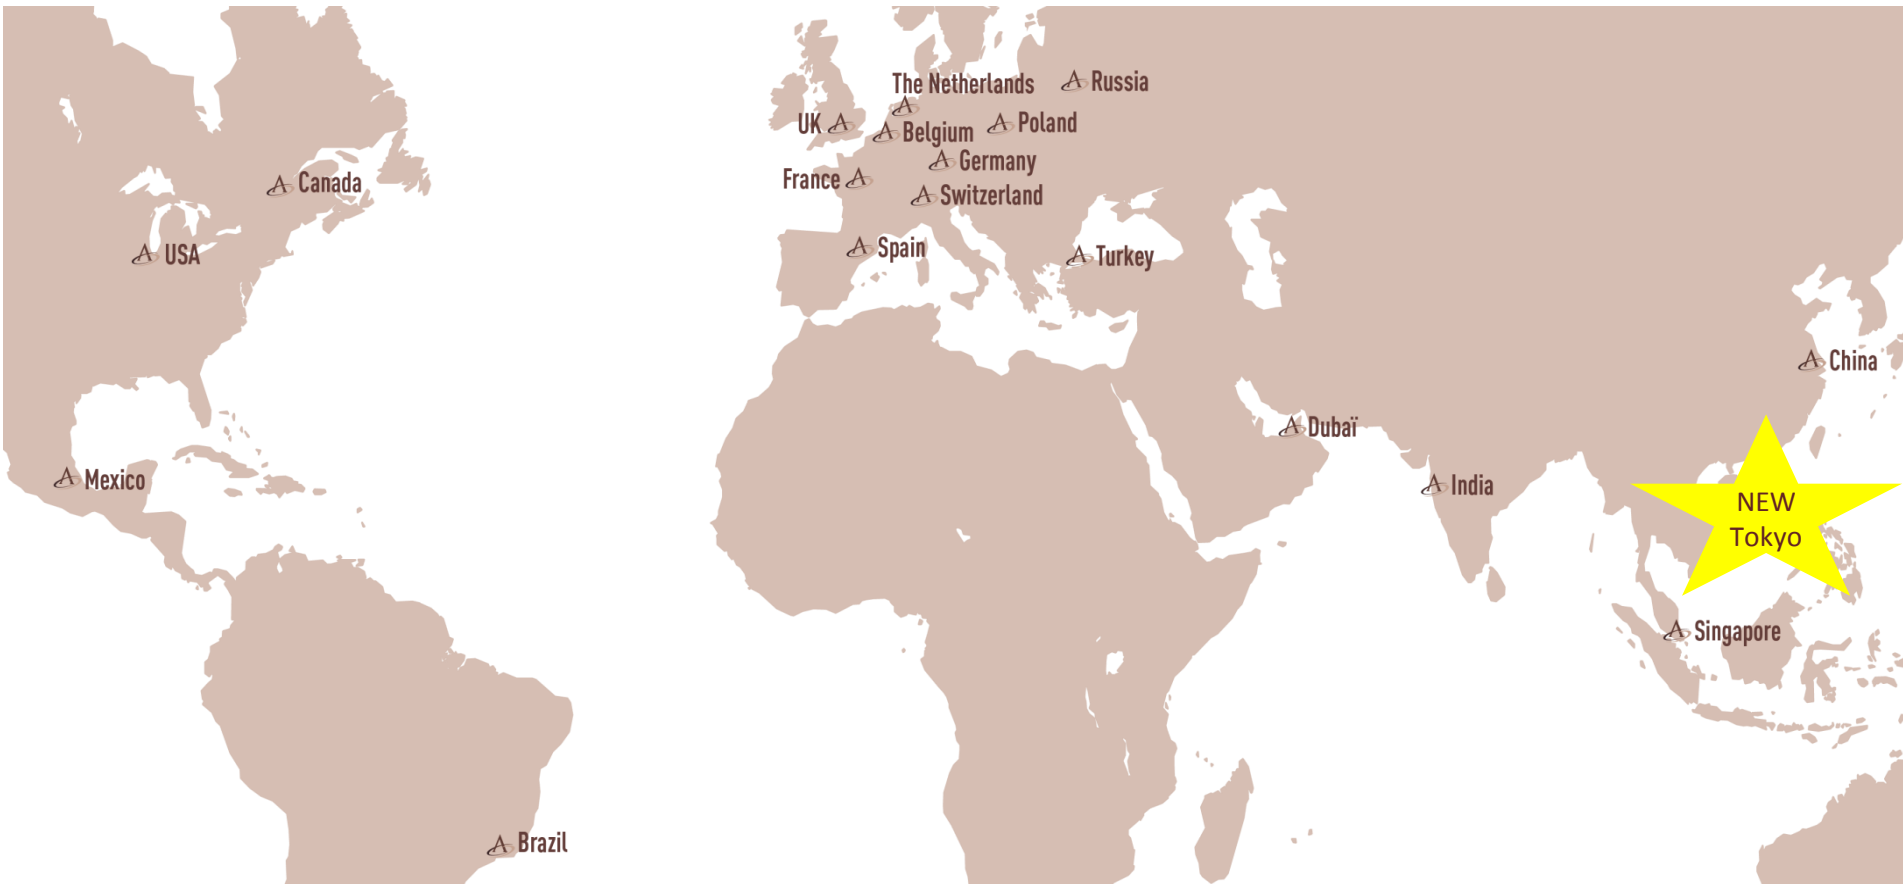 The Netherlands
Russia
UK
Belgium
Poland
Germany
France
Switzerland
Canada
USA
Spain
Turkey
China
Dubaï
Mexico
India
NEW
Tokyo
Singapore
Brazil